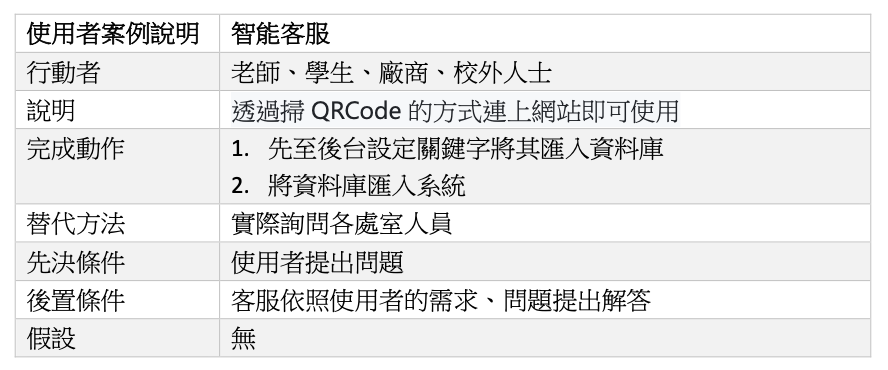 使用者案例說明 智能客服
行動者 老師、學生、廠商、校外人士
說明 透過掃 QRCode 的方式連上網站即可使用
完成動作 1. 先至後台設定關鍵字將其匯入資料庫
2. 將資料庫匯入系統
替代方法 實際詢問各處室人員
先決條件 使用者提出問題
後置條件 客服依照使用者的需求、問題提出解答
假設 無